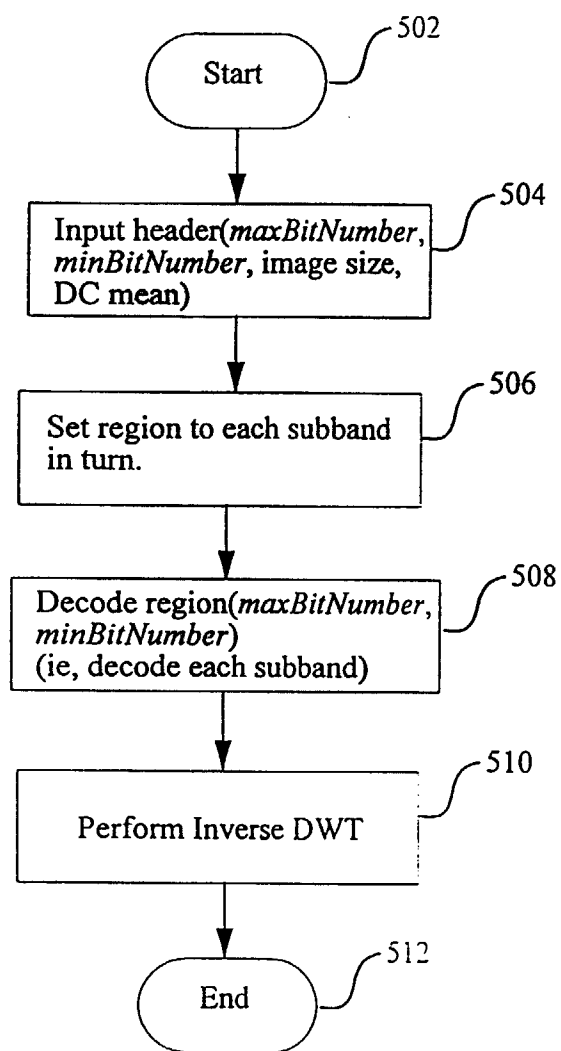 502
Start
504
Input header(maxBitNumber,
minBitNumber, image size,
DC mean)
506
Set region to each subband
in turn.
508
Decode region(maxBitNumber,
minBitNumber)
(ie, decode each subband)
510
Perform Inverse DWT
512
End